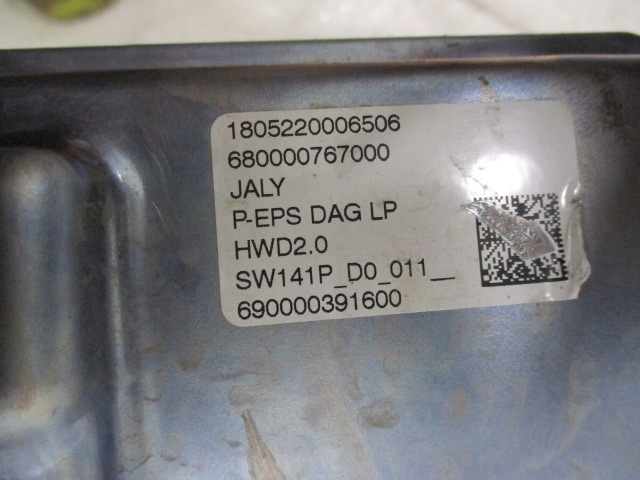 1805220006506
680000767000
JALY
P-EPS DAG LP
HWD2.0
SW141P_D0_011__
690000391600